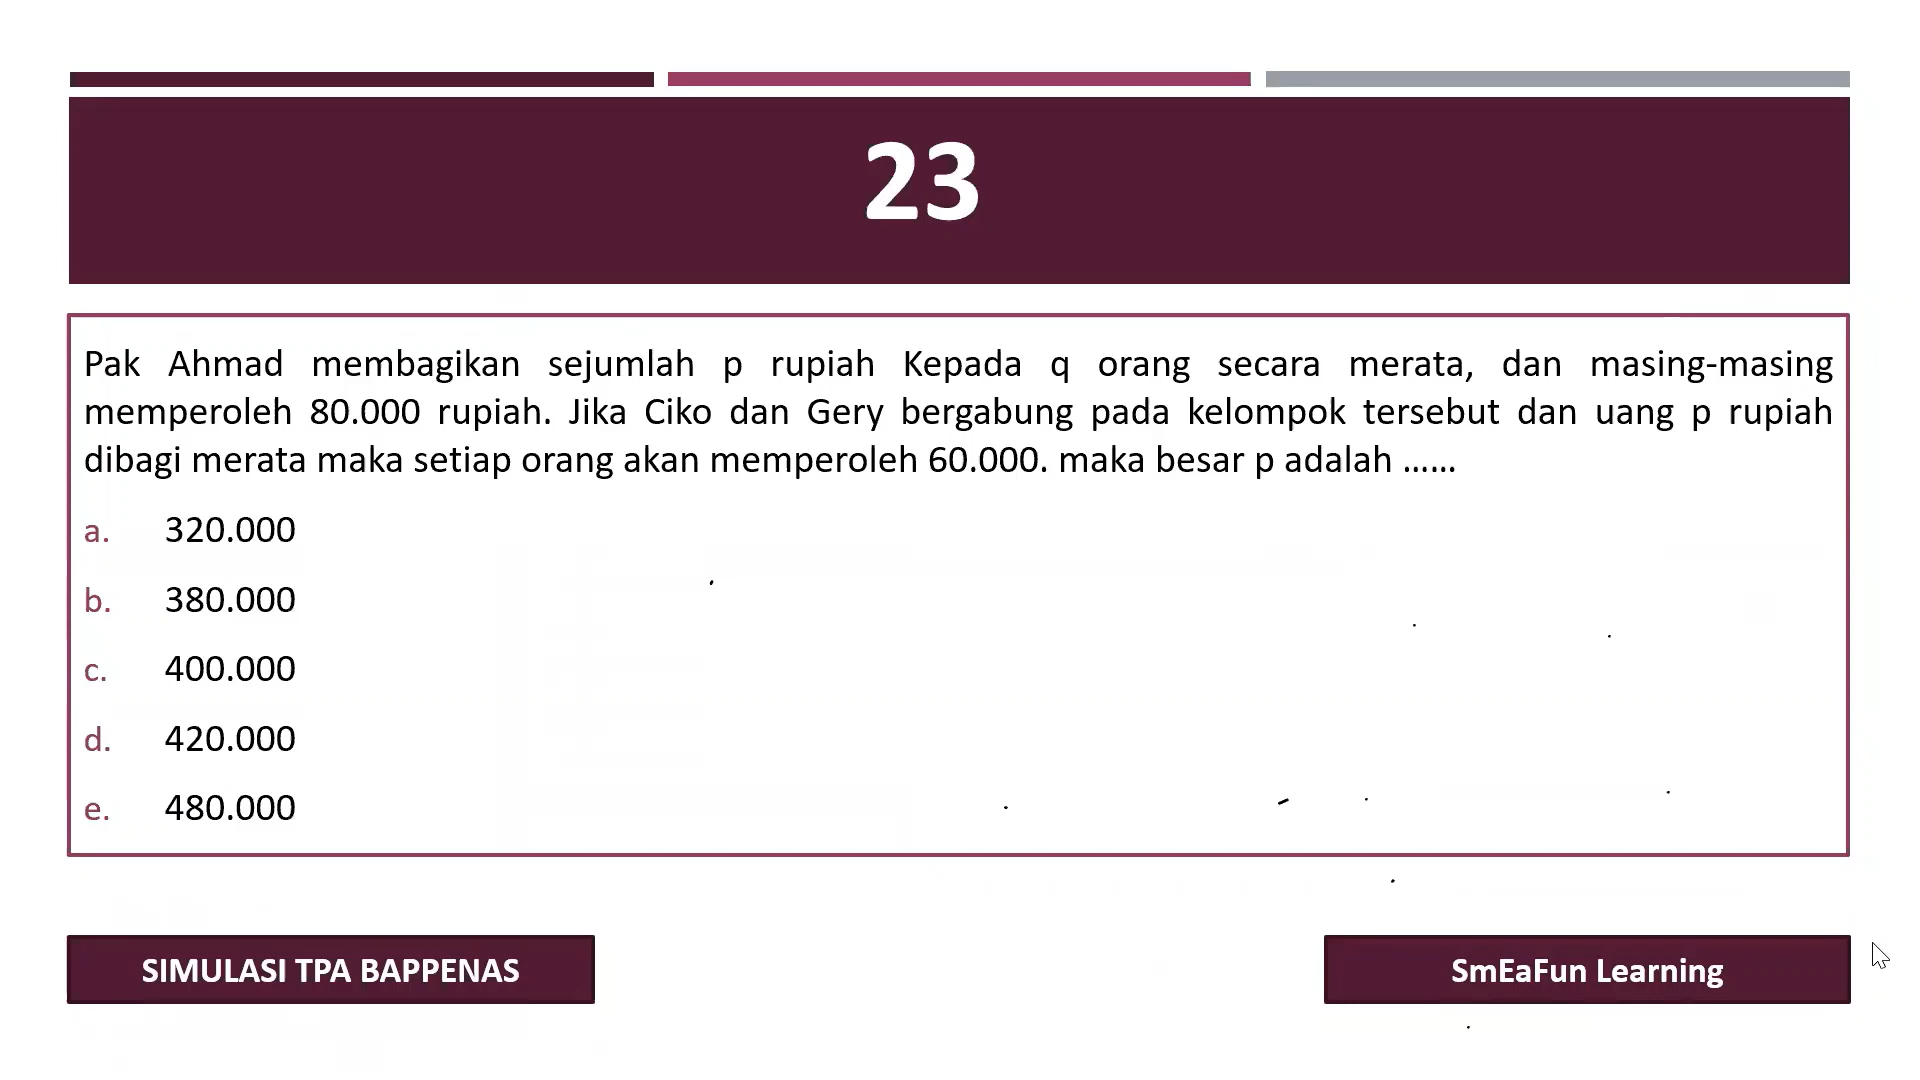 23
Pak Ahmad membagikan sejumlah p rupiah Kepada q orang secara merata, dan masing-masing
memperoleh 80.000 rupiah. Jika Ciko dan Gery bergabung pada kelompok tersebut dan uang p rupiah
dibagi merata maka setiap orang akan memperoleh 60.000. maka besar p adalah ......
a. 320.000
b. 380.000
c. 400.000
d. 420.000
e. 480.000
SIMULASI TPA BAPPENAS
SmEaFun Learning